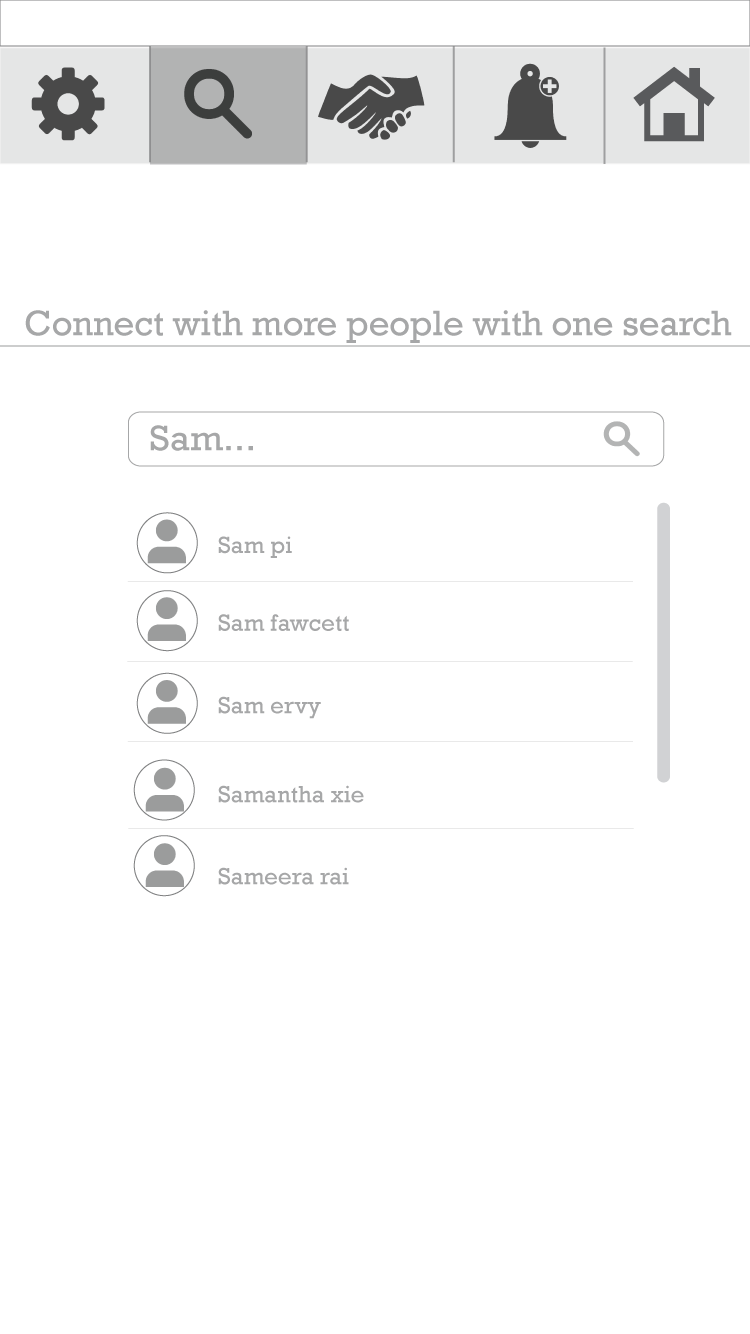 Connect with more people with one search
Sam...
Sam pi
Sam fawcett
Sam ervy
Samantha xie
Sameera rai